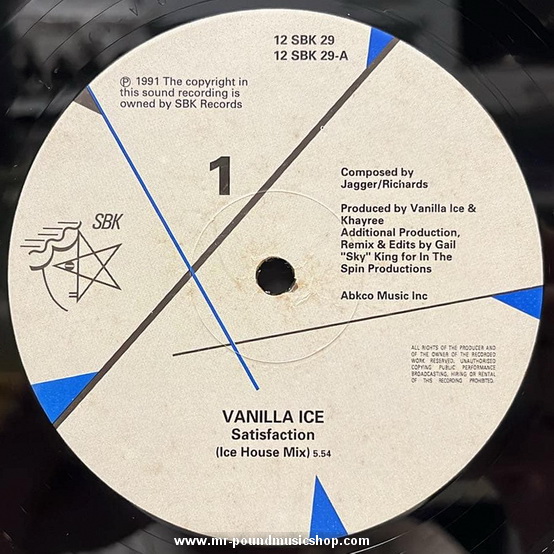 12 SBK 29
12 SBK 29-A
℗ 1991 The copyright in
this sound recording is
owned by SBK Records
1
SBK
Composed by
Jagger/Richards
Produced by Vanilla Ice &
Khayree
Additional Production,
Remix & Edits by Gail
"Sky" King for In The
Spin Productions
Abkco Music Inc
ALL RIGHTS OF THE PRODUCER AND
OF THE OWNER OF THE RECORDED
WORK RESERVED. UNAUTHORISED
COPYING PUBLIC PERFORMANCE
BROADCASTING, HIRING OR RENTAL
OF THIS RECORDING PROHIBITED.
VANILLA ICE
Satisfaction
(Ice House Mix) 5.54
www.mr-poundmusicshop.com